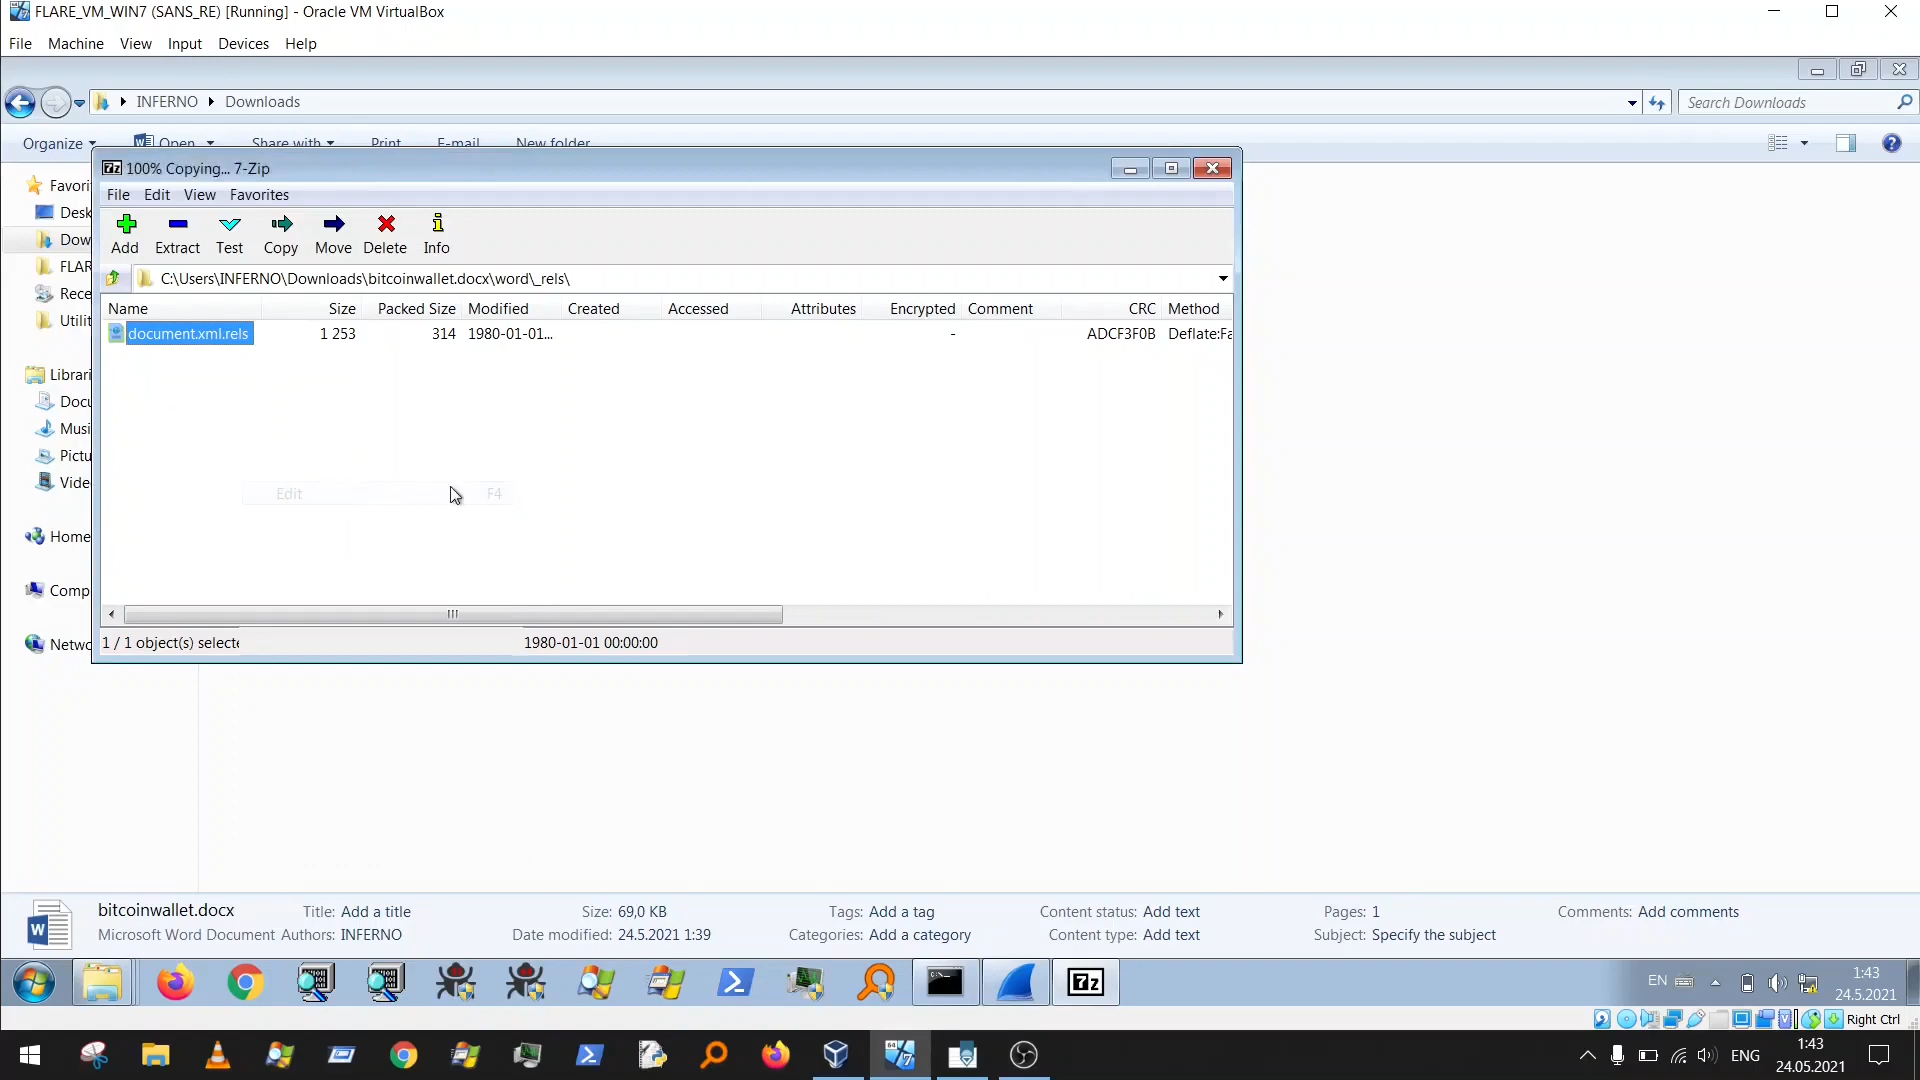 FLARE_VM_WIN7 (SANS_RE) [Running] - Oracle VM VirtualBox
File Machine View Input Devices Help
INFERNO Downloads
Search Downloads
Organize Open Share with Print E-mail New folder
100% Copying... 7-Zip
File Edit View Favorites
Add Extract Test Copy Move Delete Info
C:\Users\INFERNO\Downloads\bitcoinwallet.docx\word\_rels\
Name Size Packed Size Modified Created Accessed Attributes Encrypted Comment CRC Method
document.xml.rels 1 253 314 1980-01-01... - ADCF3F0B Deflate:Fa
Edit F4
1 / 1 object(s) selecte 1980-01-01 00:00:00
Favori
Desk
Dow
FLAR
Rece
Utilit
Librari
Docu
Musi
Pictu
Vide
Home
Comp
Netwo
bitcoinwallet.docx Title: Add a title Size: 69,0 KB Tags: Add a tag Content status: Add text Pages: 1 Comments: Add comments
Microsoft Word Document Authors: INFERNO Date modified: 24.5.2021 1:39 Categories: Add a category Content type: Add text Subject: Specify the subject
EN
1:43
24.5.2021
Right Ctrl
ENG
1:43
24.05.2021